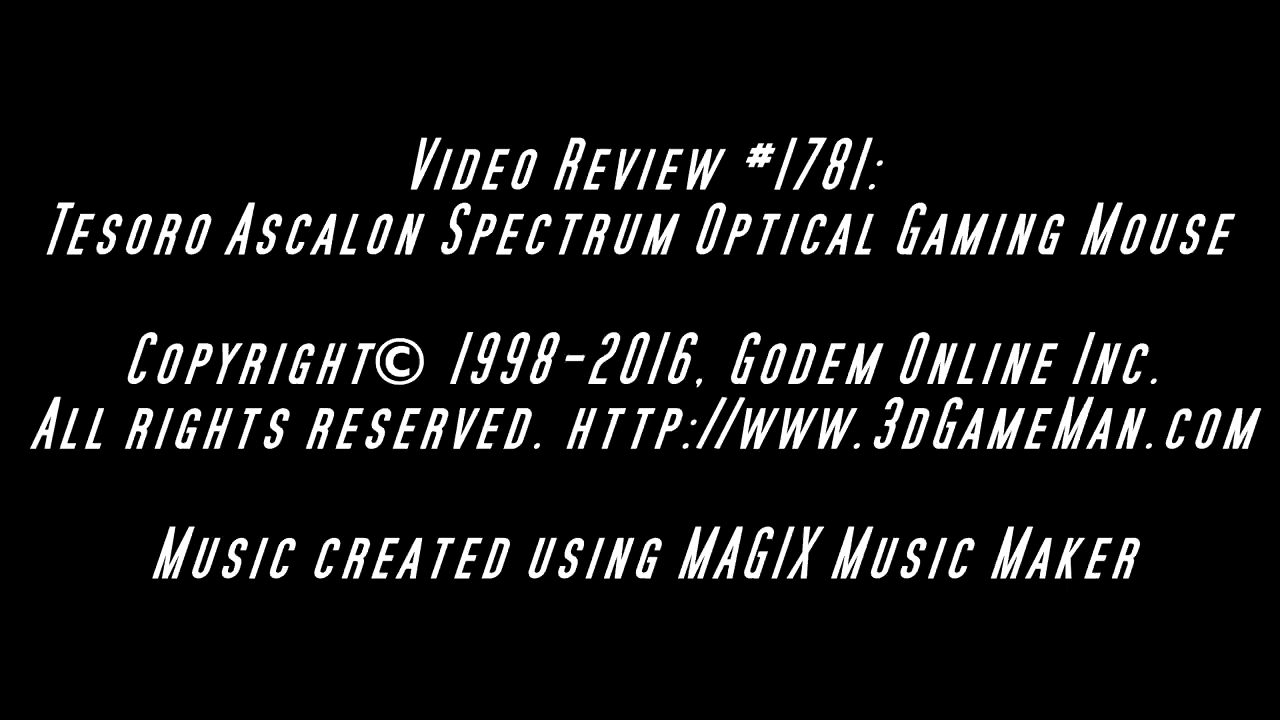 Video Review #1781:
Tesoro Ascalon Spectrum Optical Gaming Mouse
Copyright© 1998-2016, Godem Online Inc.
All rights reserved. http://www.3dGameMan.com
Music created using MAGIX Music Maker